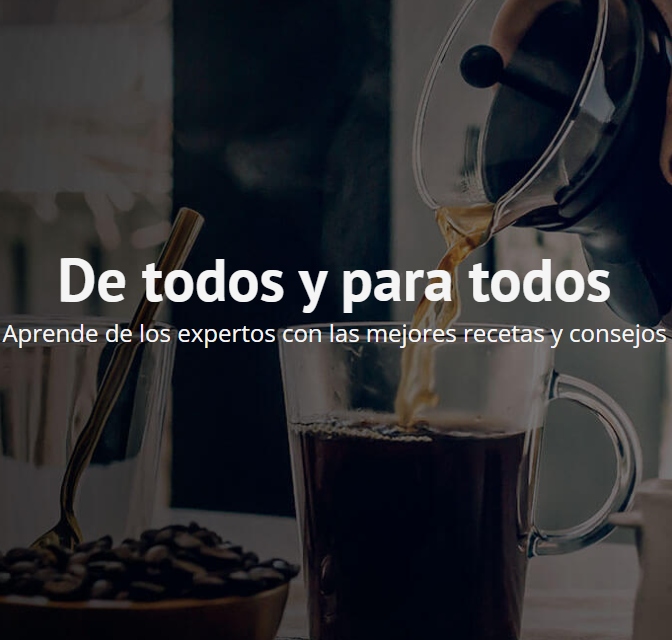 De todos y para todos
Aprende de los expertos con las mejores recetas y consejos